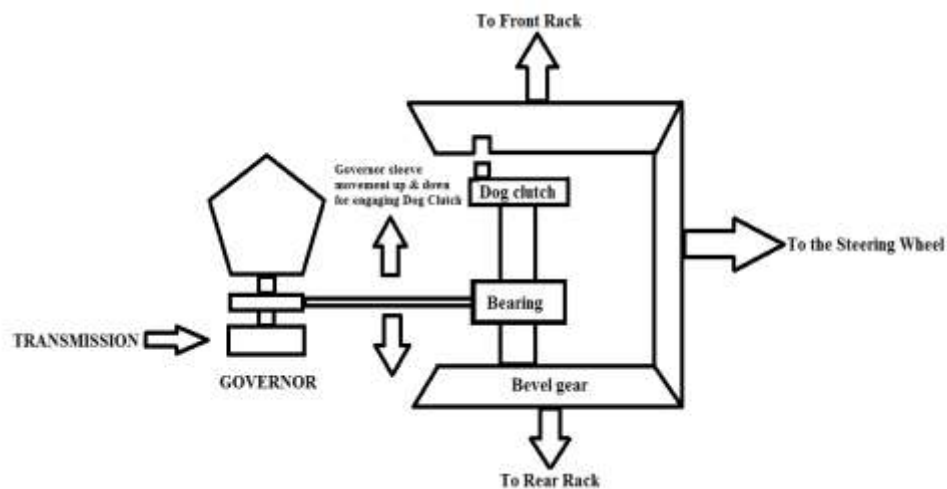 To Front Rack
Governor sleeve
movement up & down
for engaging Dog Clutch
Dog clutch
To the Steering Wheel
Bearing
TRANSMISSION
GOVERNOR
Bevel gear
To Rear Rack